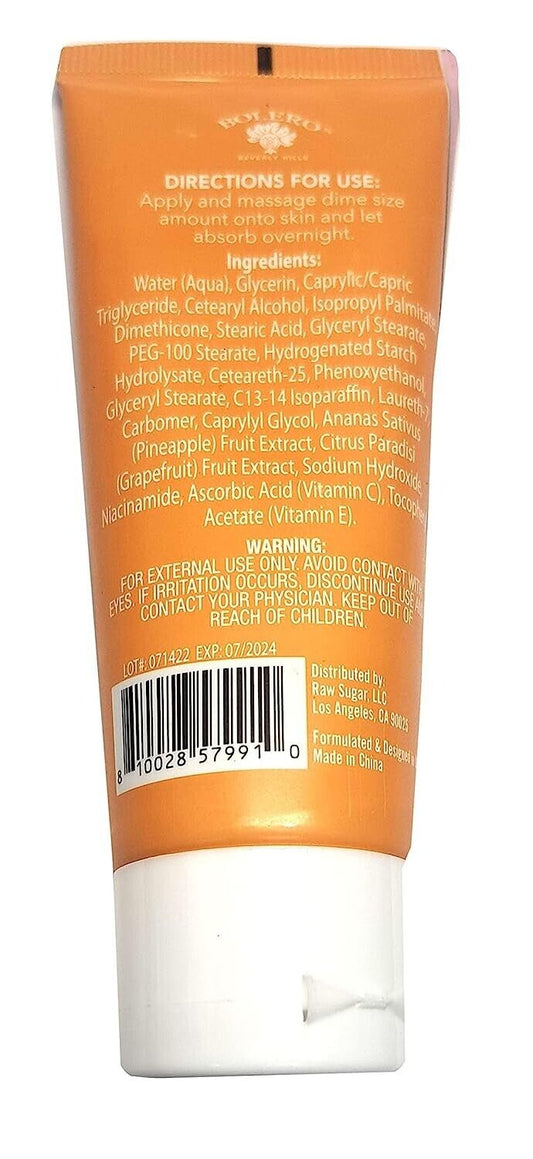 BOLERO
BEVERLY HILLS
DIRECTIONS FOR USE:
Apply and massage dime size
amount onto skin and let
absorb overnight.
Ingredients:
Water (Aqua), Glycerin, Caprylic/Capric
Triglyceride, Cetearyl Alcohol, Isopropyl Palmitate,
Dimethicone, Stearic Acid, Glyceryl Stearate,
PEG-100 Stearate, Hydrogenated Starch
Hydrolysate, Ceteareth-25, Phenoxyethanol,
Glyceryl Stearate, C13-14 Isoparaffin, Laureth-7
Carbomer, Caprylyl Glycol, Ananas Sativus
(Pineapple) Fruit Extract, Citrus Paradisi
(Grapefruit) Fruit Extract, Sodium Hydroxide,
Niacinamide, Ascorbic Acid (Vitamin C),
Acetate (Vitamin E).
WARNING:
FOR EXTERNAL USE ONLY. AVOID CONTACT WITH
EYES. IF IRRITATION OCCURS, DISCONTINUE USE
CONTACT YOUR PHYSICIAN. KEEP OUT OF
REACH OF CHILDREN.
LOT#: 071422 EXP: 07/2024
8 10028 57991 0
Distributed by:
Raw Sugar, LLC
Los Angeles, CA 90025
Formulated & Designed in
Made in China